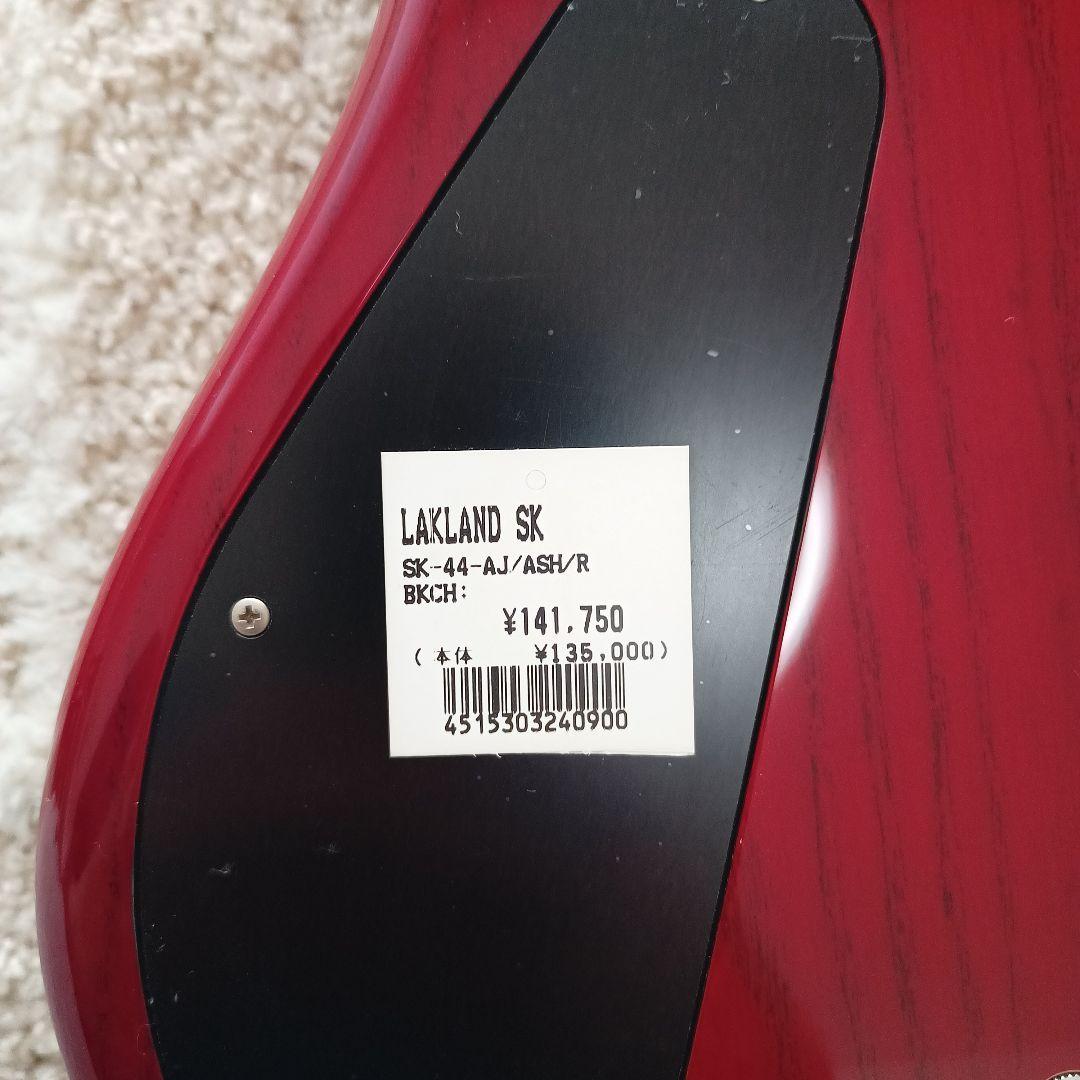 LAKLAND SK
SK-44-AJ/ASH/R
BKCH:
¥141,750
(本体 ¥135,000)
4515303240900